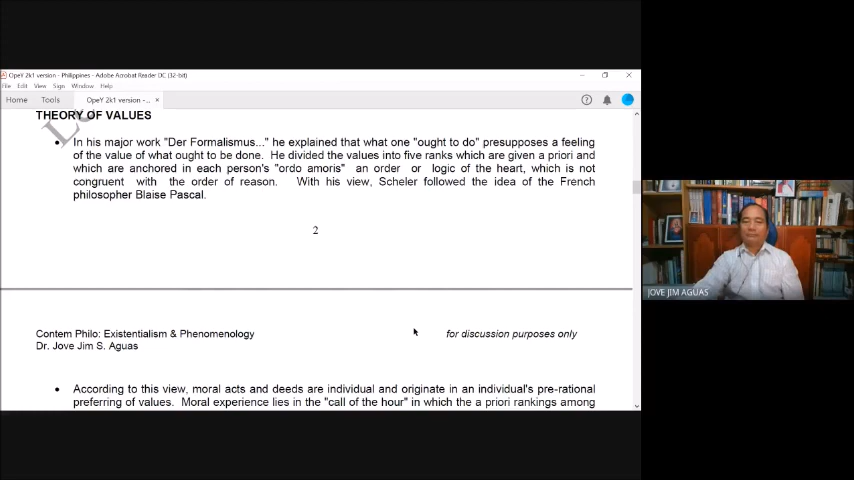 OpeY 2k1 version - Philippines - Adobe Acrobat Reader DC (32-bit)
File Edit View Sign Window Help
Home Tools OpeY 2k1 version -... ×
THEORY OF VALUES
• In his major work "Der Formalismus..." he explained that what one "ought to do" presupposes a feeling
of the value of what ought to be done. He divided the values into five ranks which are given a priori and
which are anchored in each person's "ordo amoris" an order or logic of the heart, which is not
congruent with the order of reason. With his view, Scheler followed the idea of the French
philosopher Blaise Pascal.
2
Contem Philo: Existentialism & Phenomenology
for discussion purposes only
Dr. Jove Jim S. Aguas
• According to this view, moral acts and deeds are individual and originate in an individual's pre-rational
preferring of values. Moral experience lies in the "call of the hour" in which the a priori rankings among
JOVE JIM AGUAS